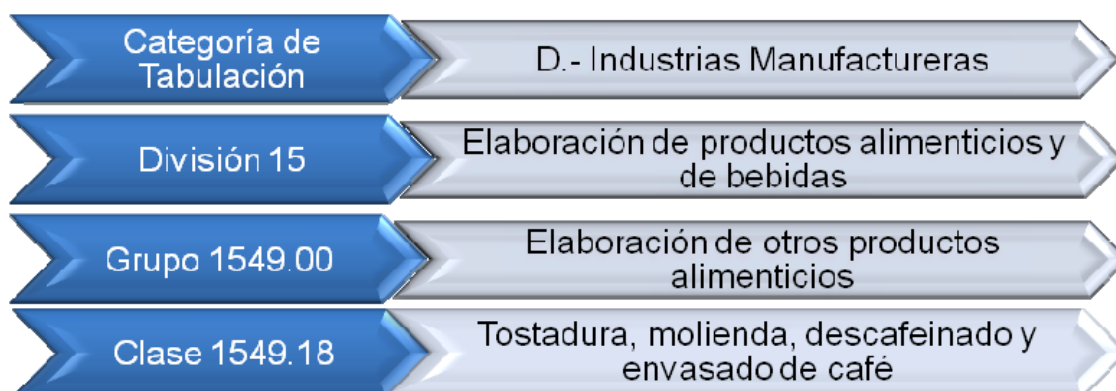 Categoría de
Tabulación
D.- Industrias Manufactureras
División 15
Elaboración de productos alimenticios y
de bebidas
Grupo 1549.00
Elaboración de otros productos
alimenticios
Clase 1549.18
Tostadura, molienda, descafeinado y
envasado de café